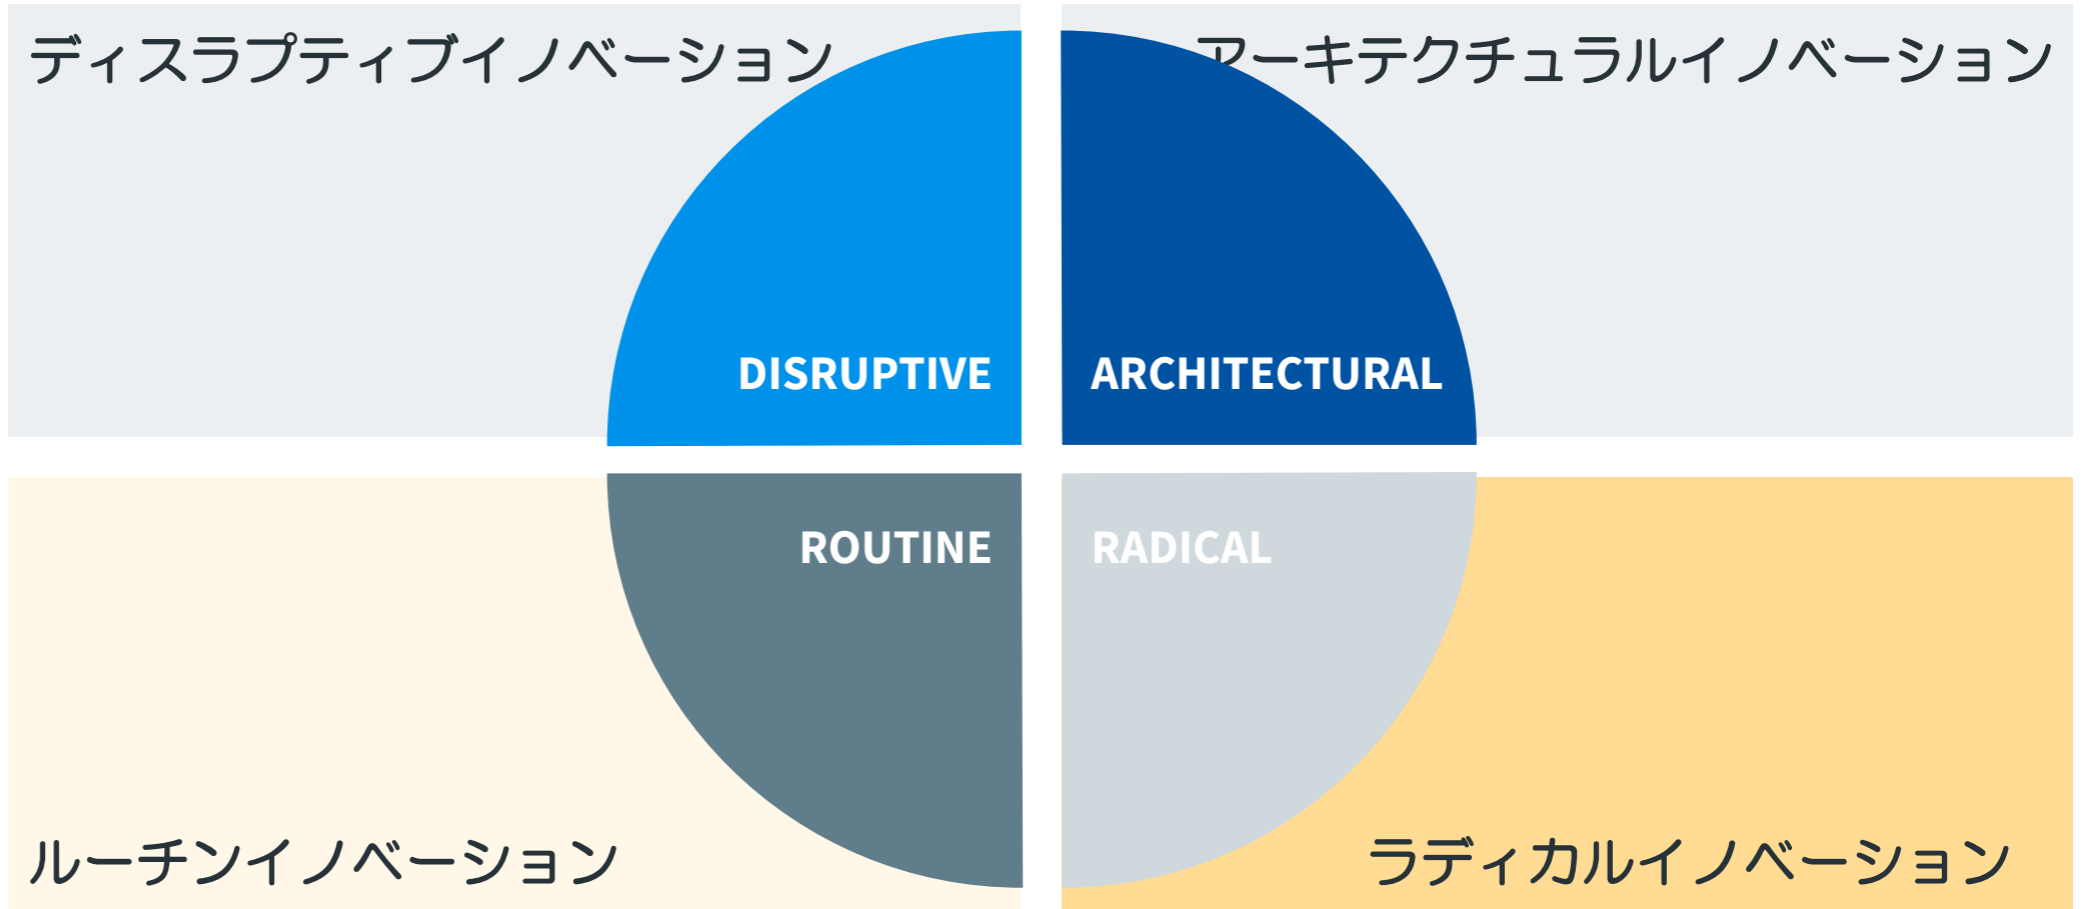 ディスラプティブイノベーション
アーキテクチュラルイノベーション
DISRUPTIVE
ARCHITECTURAL
ROUTINE
RADICAL
ルーチンイノベーション
ラディカルイノベーション